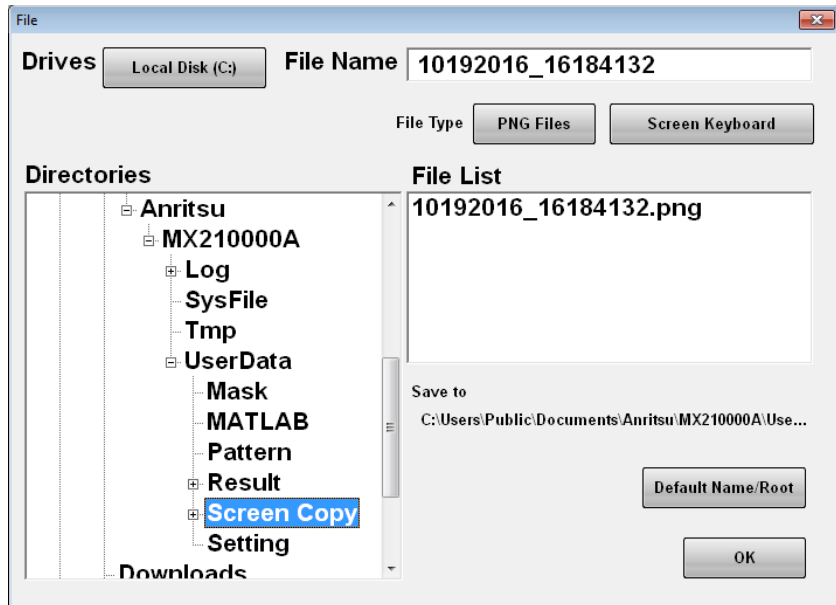 File
Drives Local Disk (C:) File Name 10192016_16184132
File Type PNG Files Screen Keyboard
Directories
Anritsu
MX210000A
Log
SysFile
Tmp
UserData
Mask
MATLAB
Pattern
Result
Screen Copy
Setting
Downloads
File List
10192016_16184132.png
Save to
C:\Users\Public\Documents\Anritsu\MX210000A\Use...
Default Name/Root
OK